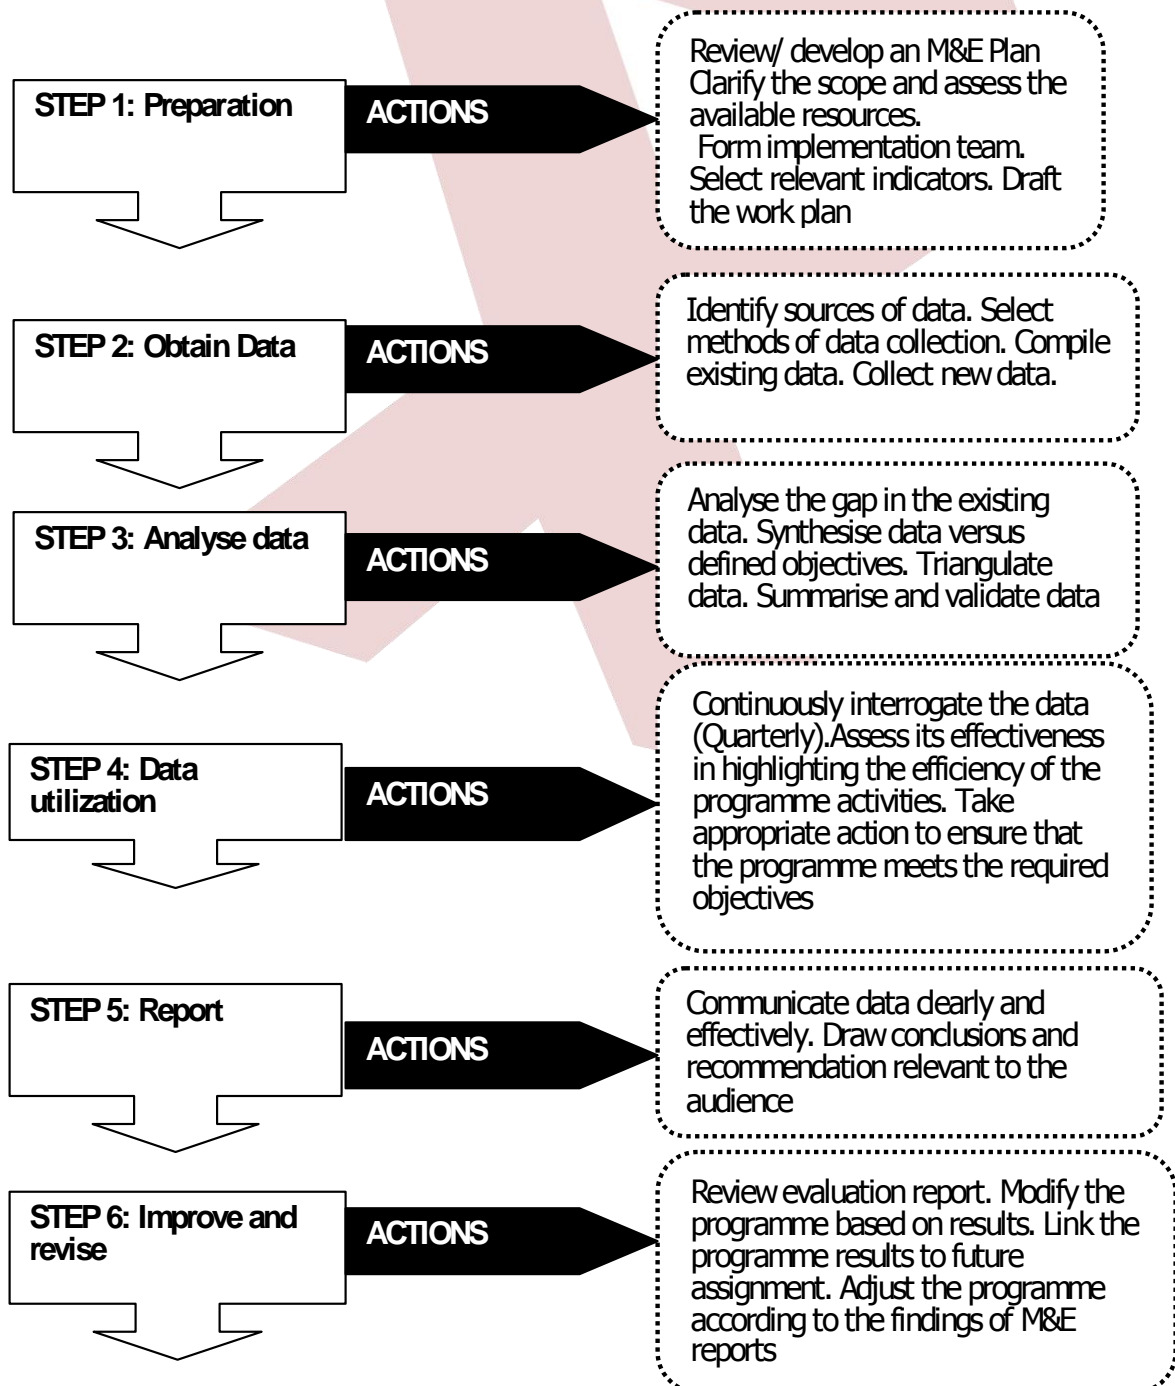 STEP 1: Preparation
ACTIONS
Review/ develop an M&E Plan
Clarify the scope and assess the
available resources.
Form implementation team.
Select relevant indicators. Draft
the work plan
STEP 2: Obtain Data
ACTIONS
Identify sources of data. Select
methods of data collection. Compile
existing data. Collect new data.
STEP 3: Analyse data
ACTIONS
Analyse the gap in the existing
data. Synthesise data versus
defined objectives. Triangulate
data. Summarise and validate data
STEP 4: Data
utilization
ACTIONS
Continuously interrogate the data
(Quarterly).Assess its effectiveness
in highlighting the efficiency of the
programme activities. Take
appropriate action to ensure that
the programme meets the required
objectives
STEP 5: Report
ACTIONS
Communicate data clearly and
effectively. Draw conclusions and
recommendation relevant to the
audience
STEP 6: Improve and
revise
ACTIONS
Review evaluation report. Modify the
programme based on results. Link the
programme results to future
assignment. Adjust the programme
according to the findings of M&E
reports